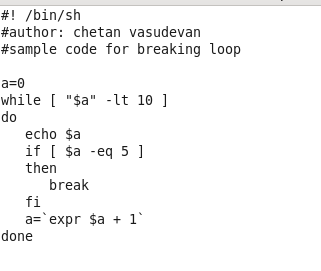 #! /bin/sh
#author: chetan vasudevan
#sample code for breaking loop

a=0
while [ "$a" -lt 10 ]
do
   echo $a
   if [ $a -eq 5 ]
   then
      break
   fi
   a=`expr $a + 1`
done